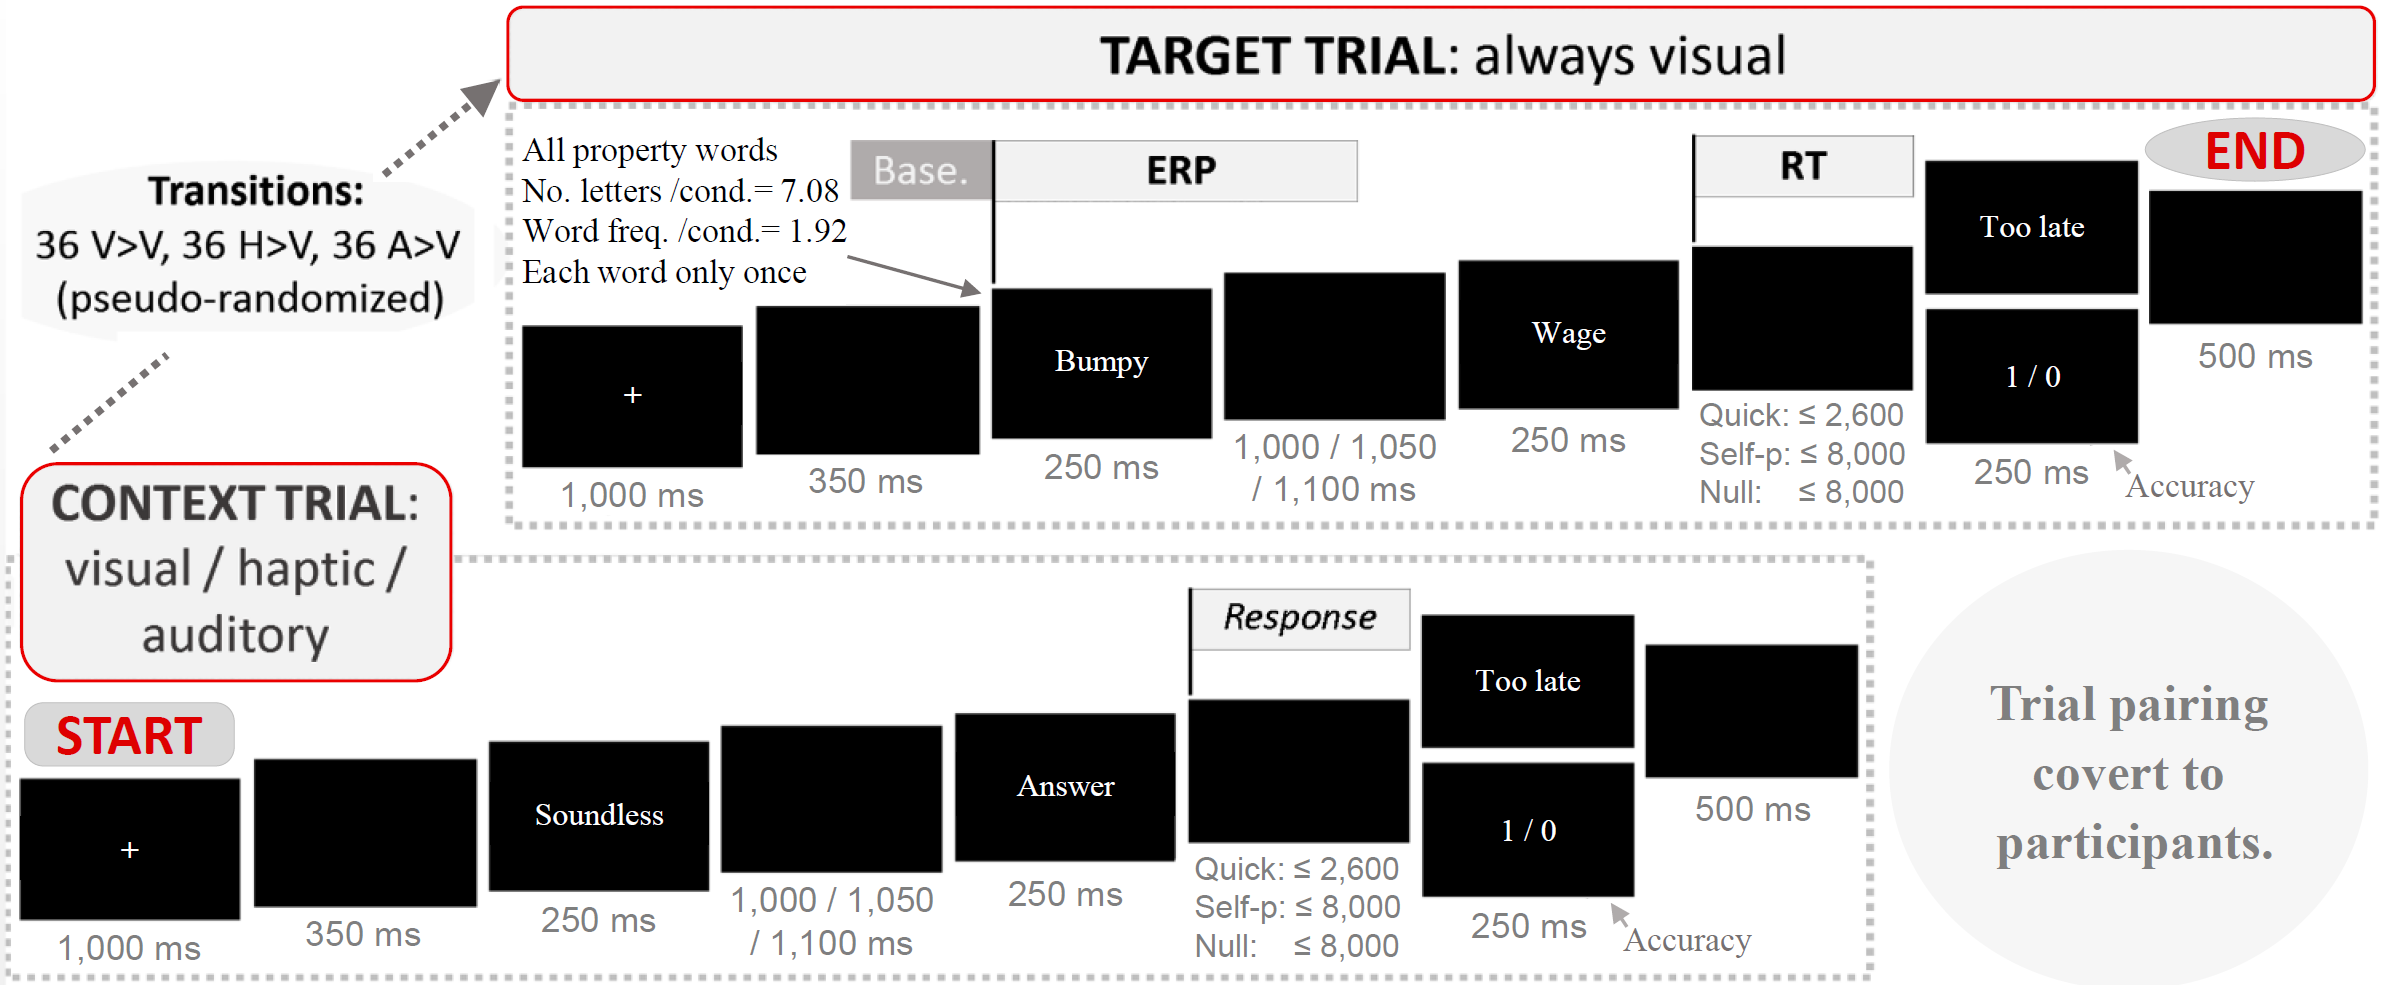 TARGET TRIAL: always visual
Transitions:
36 V>V, 36 H>V, 36 A>V
(pseudo-randomized)
All property words
No. letters /cond.= 7.08
Word freq. /cond.= 1.92
Each word only once
Base.
ERP
RT
END
+
1,000 ms
350 ms
Bumpy
250 ms
1,000 / 1,050
/ 1,100 ms
Wage
250 ms
Quick: ≤ 2,600
Self-p: ≤ 8,000
Null: ≤ 8,000
Too late
1 / 0
250 ms
Accuracy
500 ms
CONTEXT TRIAL:
visual / haptic /
auditory
START
+
1,000 ms
350 ms
Soundless
250 ms
1,000 / 1,050
/ 1,100 ms
Answer
250 ms
Response
Quick: ≤ 2,600
Self-p: ≤ 8,000
Null: ≤ 8,000
Too late
1 / 0
250 ms
Accuracy
500 ms
Trial pairing
covert to
participants.